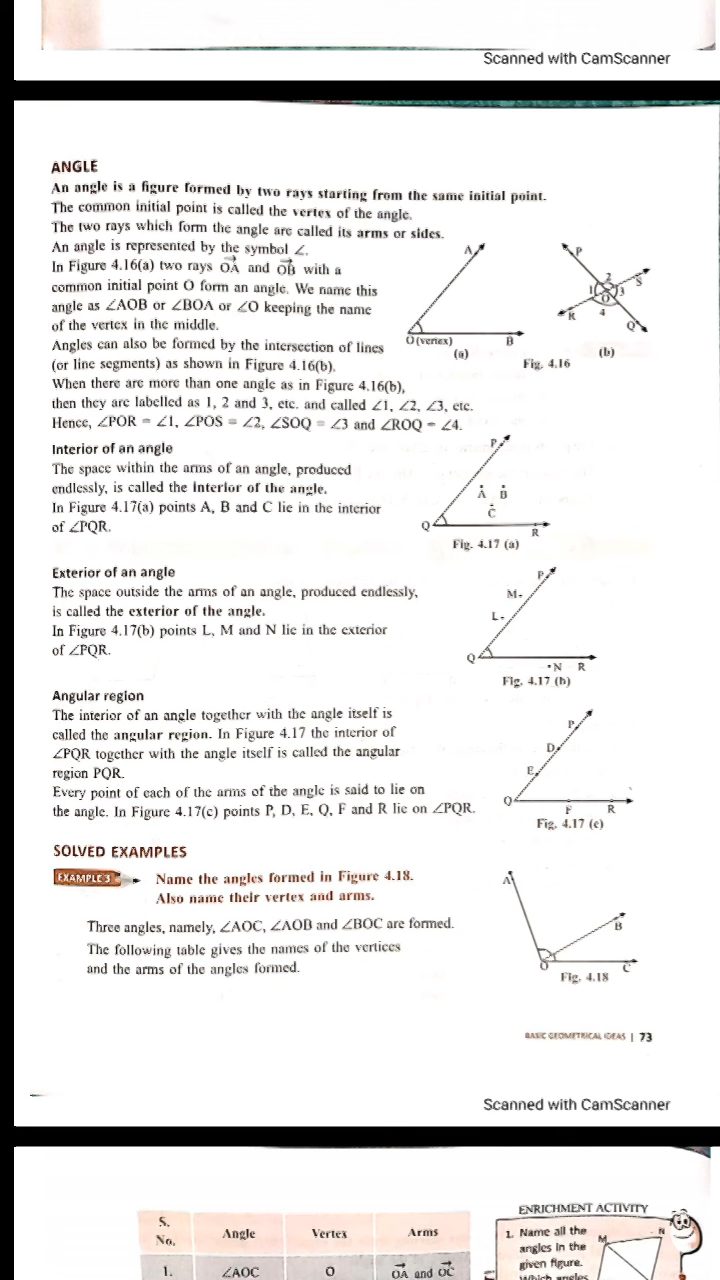 Scanned with CamScanner
ANGLE
An angle is a figure formed by two rays starting from the same initial point.
The common initial point is called the vertex of the angle.
The two rays which form the angle are called its arms or sides.
An angle is represented by the symbol ∠.
In Figure 4.16(a) two rays O⃗A and O⃗B with a
common initial point O form an angle. We name this
angle as ∠AOB or ∠BOA or ∠O keeping the name
of the vertex in the middle.
Angles can also be formed by the intersection of lines
(or line segments) as shown in Figure 4.16(b).
When there are more than one angle as in Figure 4.16(b),
then they are labelled as 1, 2 and 3, etc. and called ∠1, ∠2, ∠3, etc.
Hence, ∠POR = ∠1, ∠POS = ∠2, ∠SOQ = ∠3 and ∠ROQ = ∠4.
A
O (vertex) B
(a)
P
2 S
1 O 3
R 4
Q
(b)
Fig. 4.16
Interior of an angle
The space within the arms of an angle, produced
endlessly, is called the interior of the angle.
In Figure 4.17(a) points A, B and C lie in the interior
of ∠PQR.
P
A B
C
Q R
Fig. 4.17 (a)
Exterior of an angle
The space outside the arms of an angle, produced endlessly,
is called the exterior of the angle.
In Figure 4.17(b) points L, M and N lie in the exterior
of ∠PQR.
P
M
L
Q
N R
Fig. 4.17 (b)
Angular region
The interior of an angle together with the angle itself is
called the angular region. In Figure 4.17 the interior of
∠PQR together with the angle itself is called the angular
region PQR.
Every point of each of the arms of the angle is said to lie on
the angle. In Figure 4.17(c) points P, D, E, Q, F and R lie on ∠PQR.
P
D
E
Q
F R
Fig. 4.17 (c)
SOLVED EXAMPLES
EXAMPLE 3 Name the angles formed in Figure 4.18.
Also name their vertex and arms.
Three angles, namely, ∠AOC, ∠AOB and ∠BOC are formed.
The following table gives the names of the vertices
and the arms of the angles formed.
A
B
O C
Fig. 4.18
BASIC GEOMETRICAL IDEAS | 73
Scanned with CamScanner
S. No. Angle Vertex Arms
1. ∠AOC O O⃗A and O⃗C
ENRICHMENT ACTIVITY
1. Name all the
angles in the
given figure.
Which angles
M N